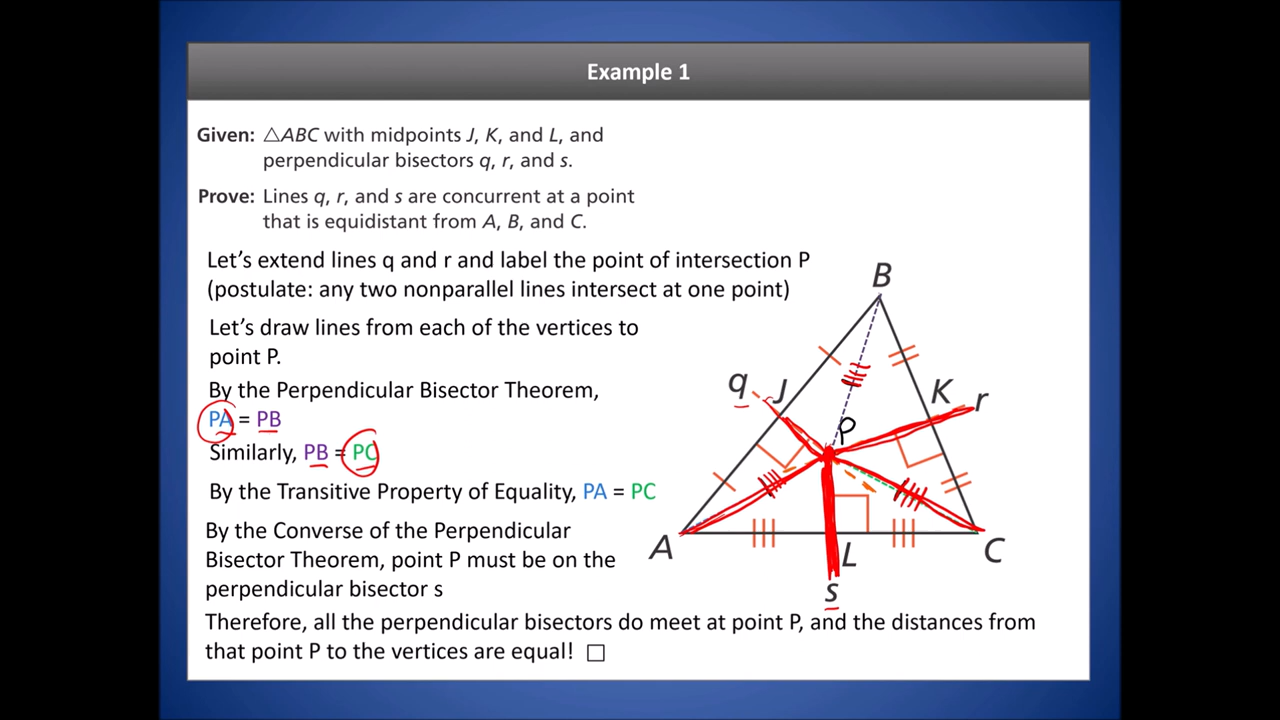 Example 1
Given: △ABC with midpoints J, K, and L, and
perpendicular bisectors q, r, and s.
Prove: Lines q, r, and s are concurrent at a point
that is equidistant from A, B, and C.
Let’s extend lines q and r and label the point of intersection P
(postulate: any two nonparallel lines intersect at one point)
Let’s draw lines from each of the vertices to
point P.
By the Perpendicular Bisector Theorem,
PA = PB
Similarly, PB = PC
By the Transitive Property of Equality, PA = PC
By the Converse of the Perpendicular
Bisector Theorem, point P must be on the
perpendicular bisector s
Therefore, all the perpendicular bisectors do meet at point P, and the distances from
that point P to the vertices are equal! □
B
q
J
K
r
P
A
L
C
s